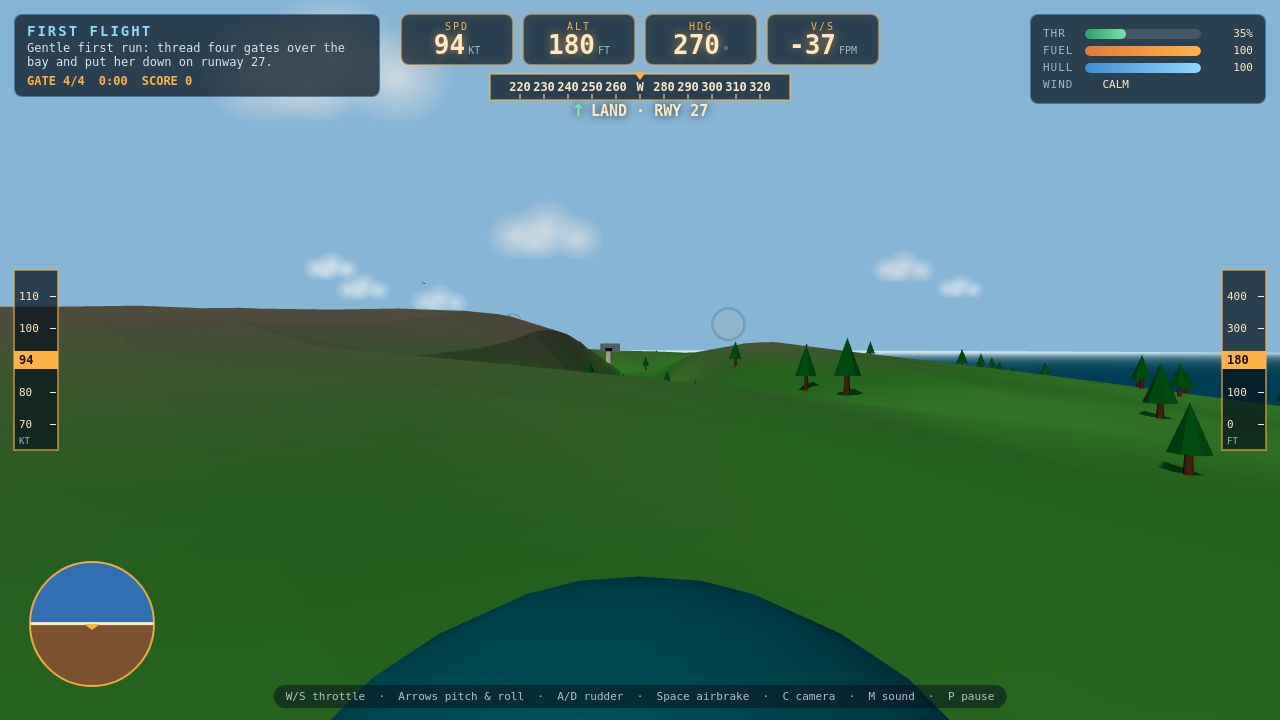 FIRST FLIGHT
Gentle first run: thread four gates over the
bay and put her down on runway 27.
GATE 4/4 0:00 SCORE 0
SPD
94 KT
ALT
180 FT
HDG
270 °
V/S
-37 FPM
220 230 240 250 260 W 280 290 300 310 320
↑ LAND · RWY 27
THR 35%
FUEL 100
HULL 100
WIND CALM
110
100
94
80
70
KT
400
300
180
100
0
FT
W/S throttle · Arrows pitch & roll · A/D rudder · Space airbrake · C camera · M sound · P pause